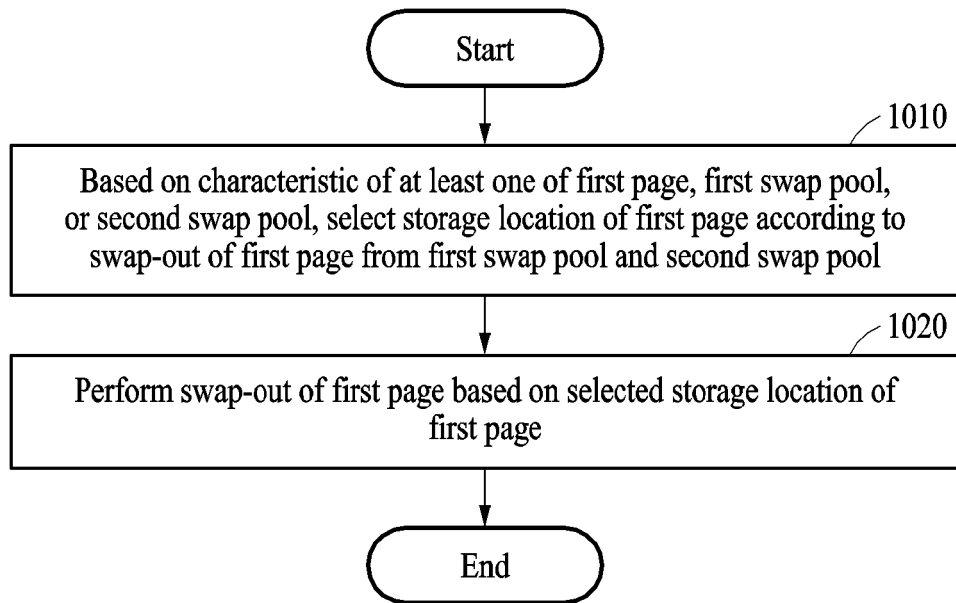 Start
1010
Based on characteristic of at least one of first page, first swap pool,
or second swap pool, select storage location of first page according to
swap-out of first page from first swap pool and second swap pool
1020
Perform swap-out of first page based on selected storage location of
first page
End